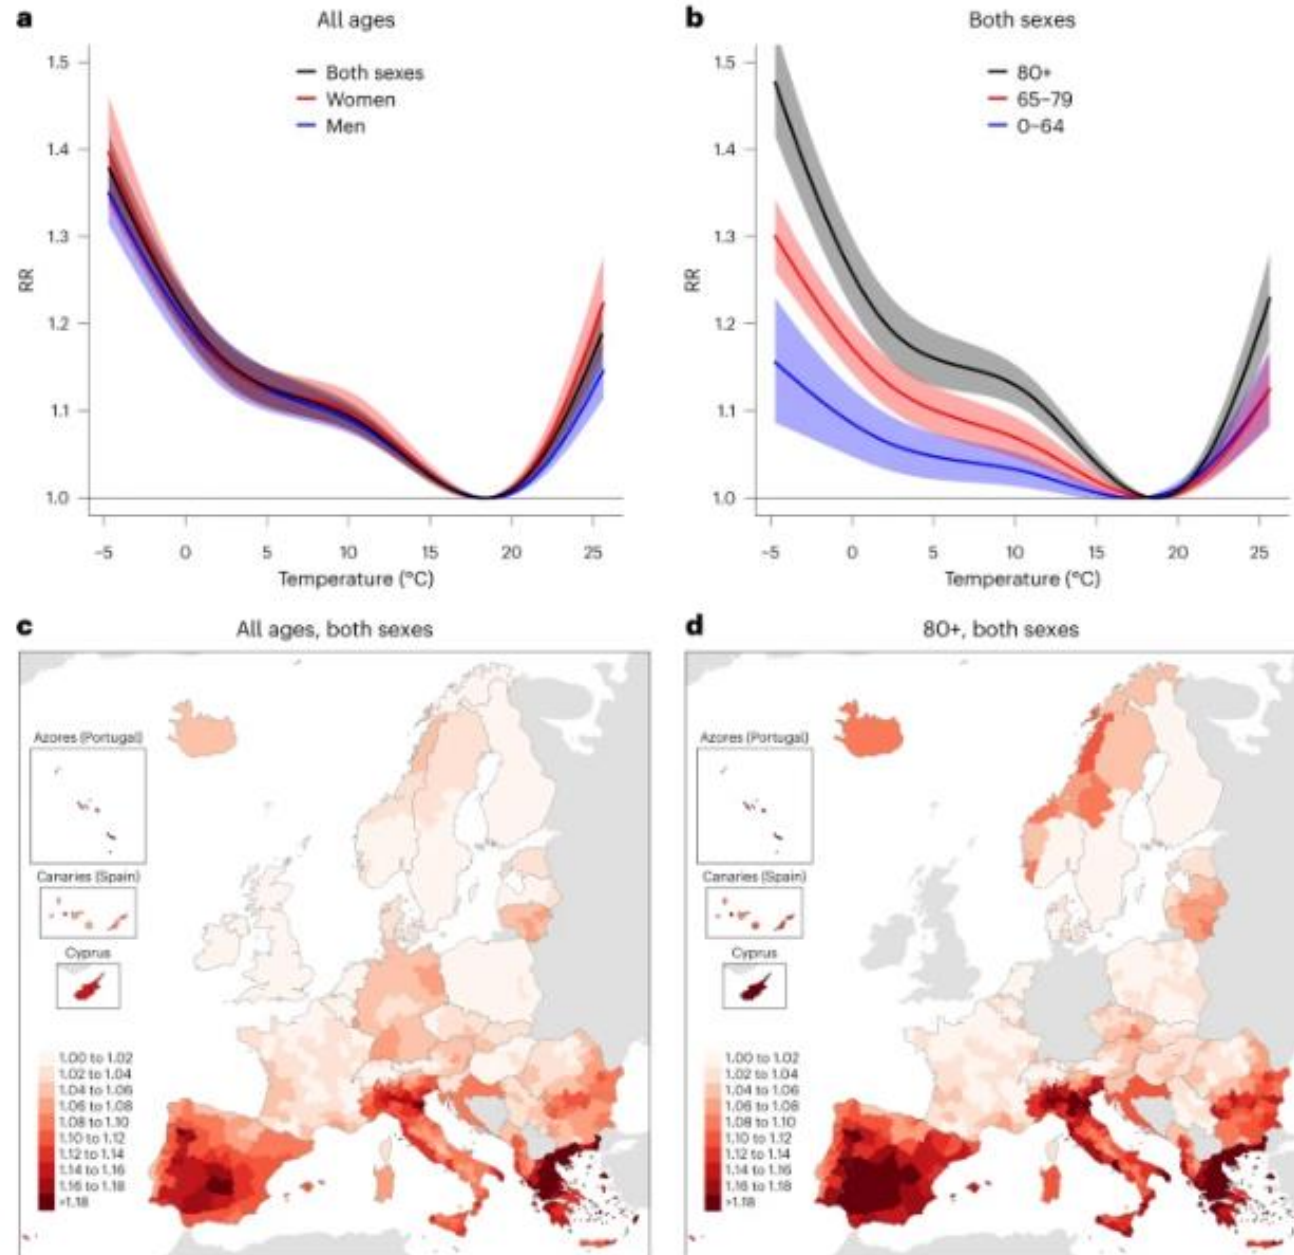 a
All ages
1.5
1.4
1.3
1.2
1.1
1.0
RR
Both sexes
Women
Men
−5 0 5 10 15 20 25
Temperature (°C)
b
Both sexes
1.5
1.4
1.3
1.2
1.1
1.0
RR
80+
65–79
0–64
−5 0 5 10 15 20 25
Temperature (°C)
c
All ages, both sexes
Azores (Portugal)
Canaries (Spain)
Cyprus
1.00 to 1.02
1.02 to 1.04
1.04 to 1.06
1.06 to 1.08
1.08 to 1.10
1.10 to 1.12
1.12 to 1.14
1.14 to 1.16
1.16 to 1.18
>1.18
d
80+, both sexes
Azores (Portugal)
Canaries (Spain)
Cyprus
1.00 to 1.02
1.02 to 1.04
1.04 to 1.06
1.06 to 1.08
1.08 to 1.10
1.10 to 1.12
1.12 to 1.14
1.14 to 1.16
1.16 to 1.18
>1.18